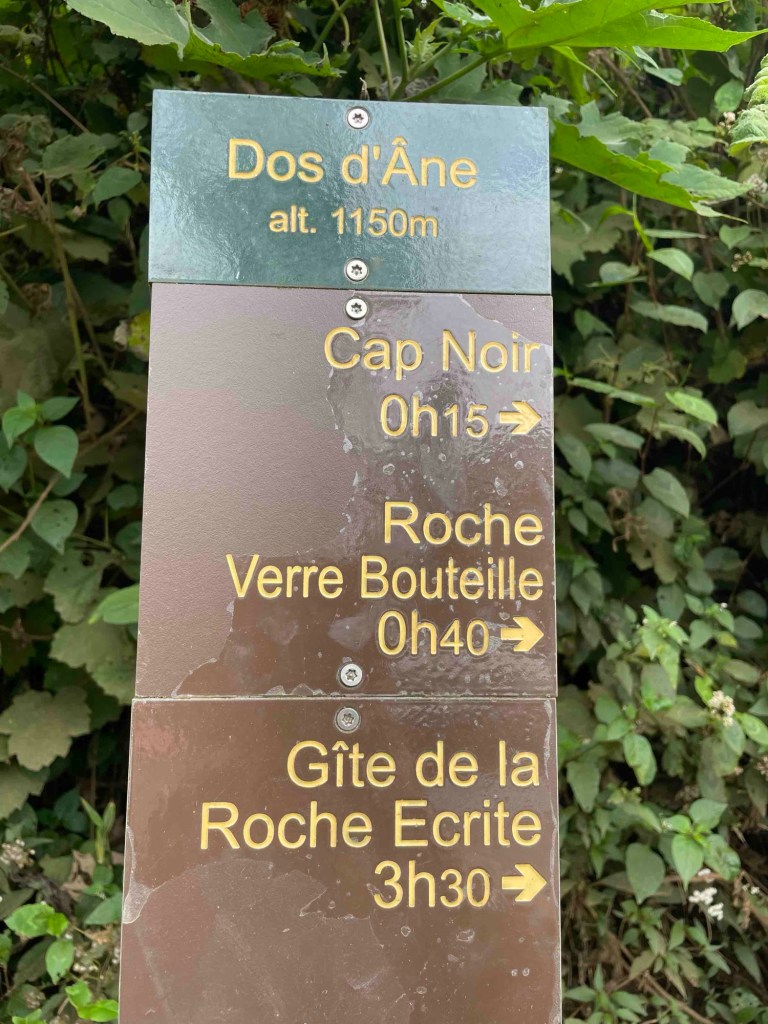 Dos d'Âne
alt. 1150m
Cap Noir
0h15 →
Roche
Verre Bouteille
0h40 →
Gîte de la
Roche Ecrite
3h30 →